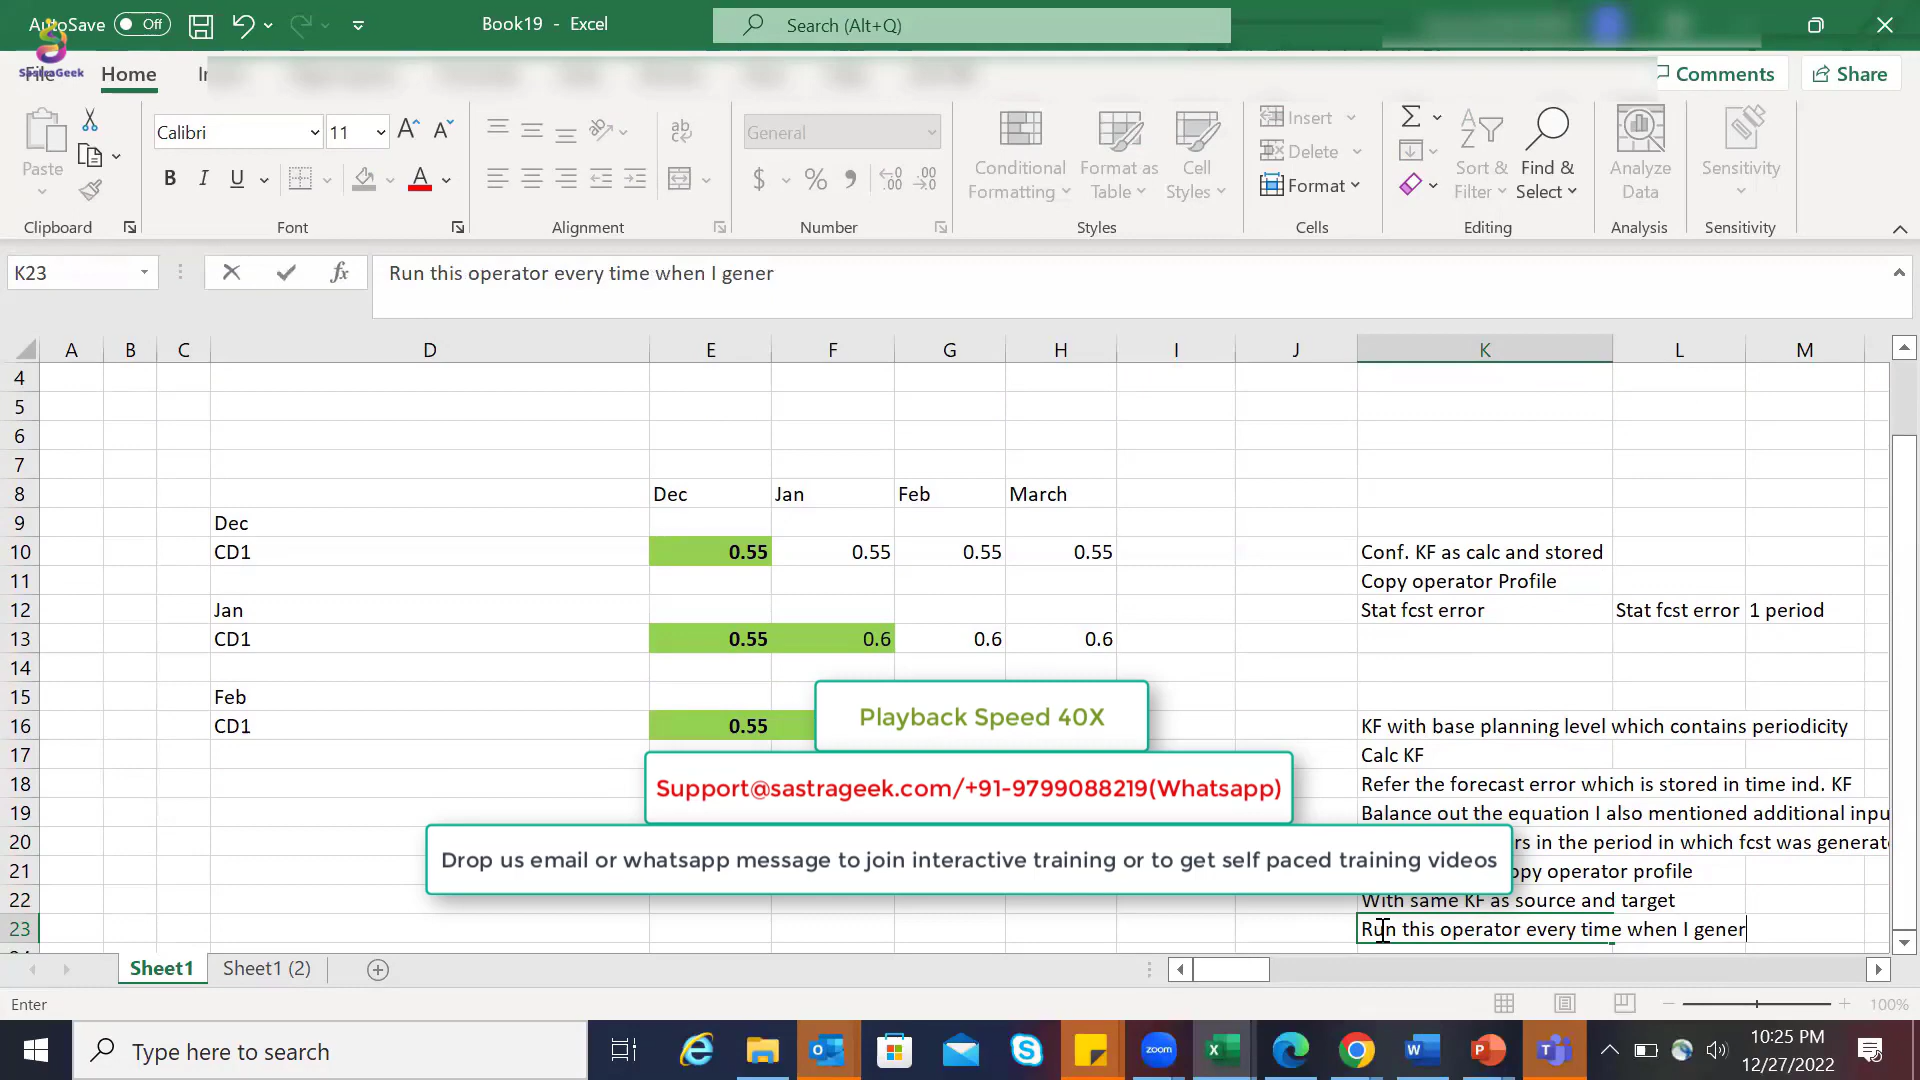 AutoSave Off
Book19 - Excel
Search (Alt+Q)
SastraGeek
File Home
Comments Share
Paste
Calibri 11
General
Conditional Formatting
Format as Table
Cell Styles
Insert
Delete
Format
Sort & Filter
Find & Select
Analyze Data
Sensitivity
Clipboard Font Alignment Number Styles Cells Editing Analysis Sensitivity
K23 fx Run this operator every time when I gener
A B C D E F G H I J K L M
4
5
6
7
8 Dec Jan Feb March
9 Dec
10 CD1 0.55 0.55 0.55 0.55 Conf. KF as calc and stored
11 Copy operator Profile
12 Jan Stat fcst error Stat fcst error 1 period
13 CD1 0.55 0.6 0.6 0.6
14
15 Feb
16 CD1 0.55 KF with base planning level which contains periodicity
Playback Speed 40X
17 Calc KF
18 Refer the forecast error which is stored in time ind. KF
Support@sastrageek.com/+91-9799088219(Whatsapp)
19 Balance out the equation I also mentioned additional inpu
20 in the period in which fcst was generat
Drop us email or whatsapp message to join interactive training or to get self paced training videos
21 operator profile
22 With same KF as source and target
23 Run this operator every time when I gener
Sheet1 Sheet1 (2)
Enter 100%
Type here to search
zoom
10:25 PM
12/27/2022